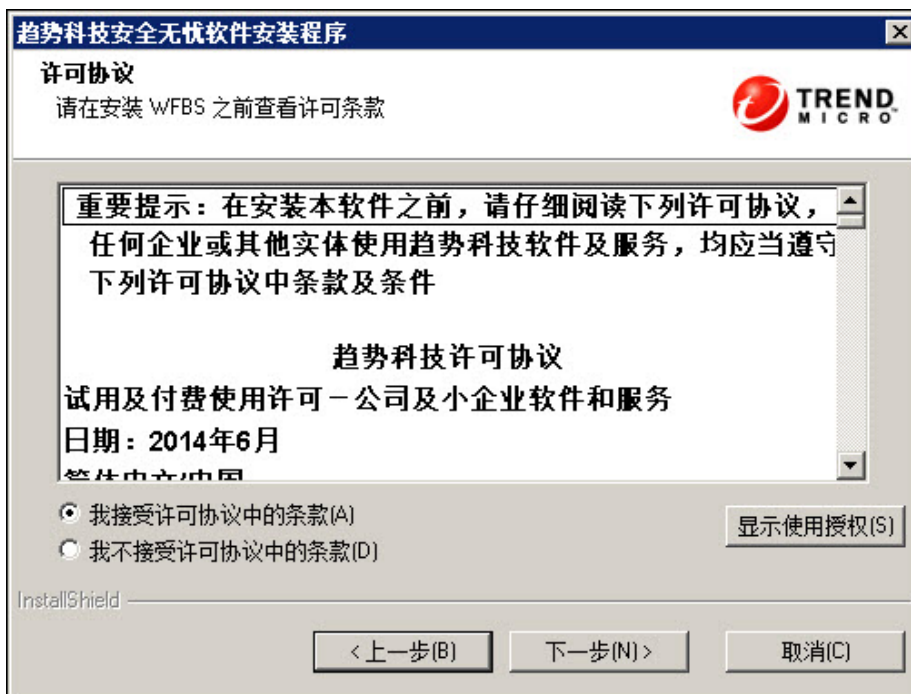 趋势科技安全无忧软件安装程序
许可协议
请在安装 WFBS 之前查看许可条款
TREND
MICRO
重要提示：在安装本软件之前，请仔细阅读下列许可协议，
任何企业或其他实体使用趋势科技软件及服务，均应当遵守
下列许可协议中条款及条件
趋势科技许可协议
试用及付费使用许可－公司及小企业软件和服务
日期：2014年6月
简体中文/中国
我接受许可协议中的条款(A)
显示使用授权(S)
我不接受许可协议中的条款(D)
InstallShield
<上一步(B)
下一步(N)>
取消(C)